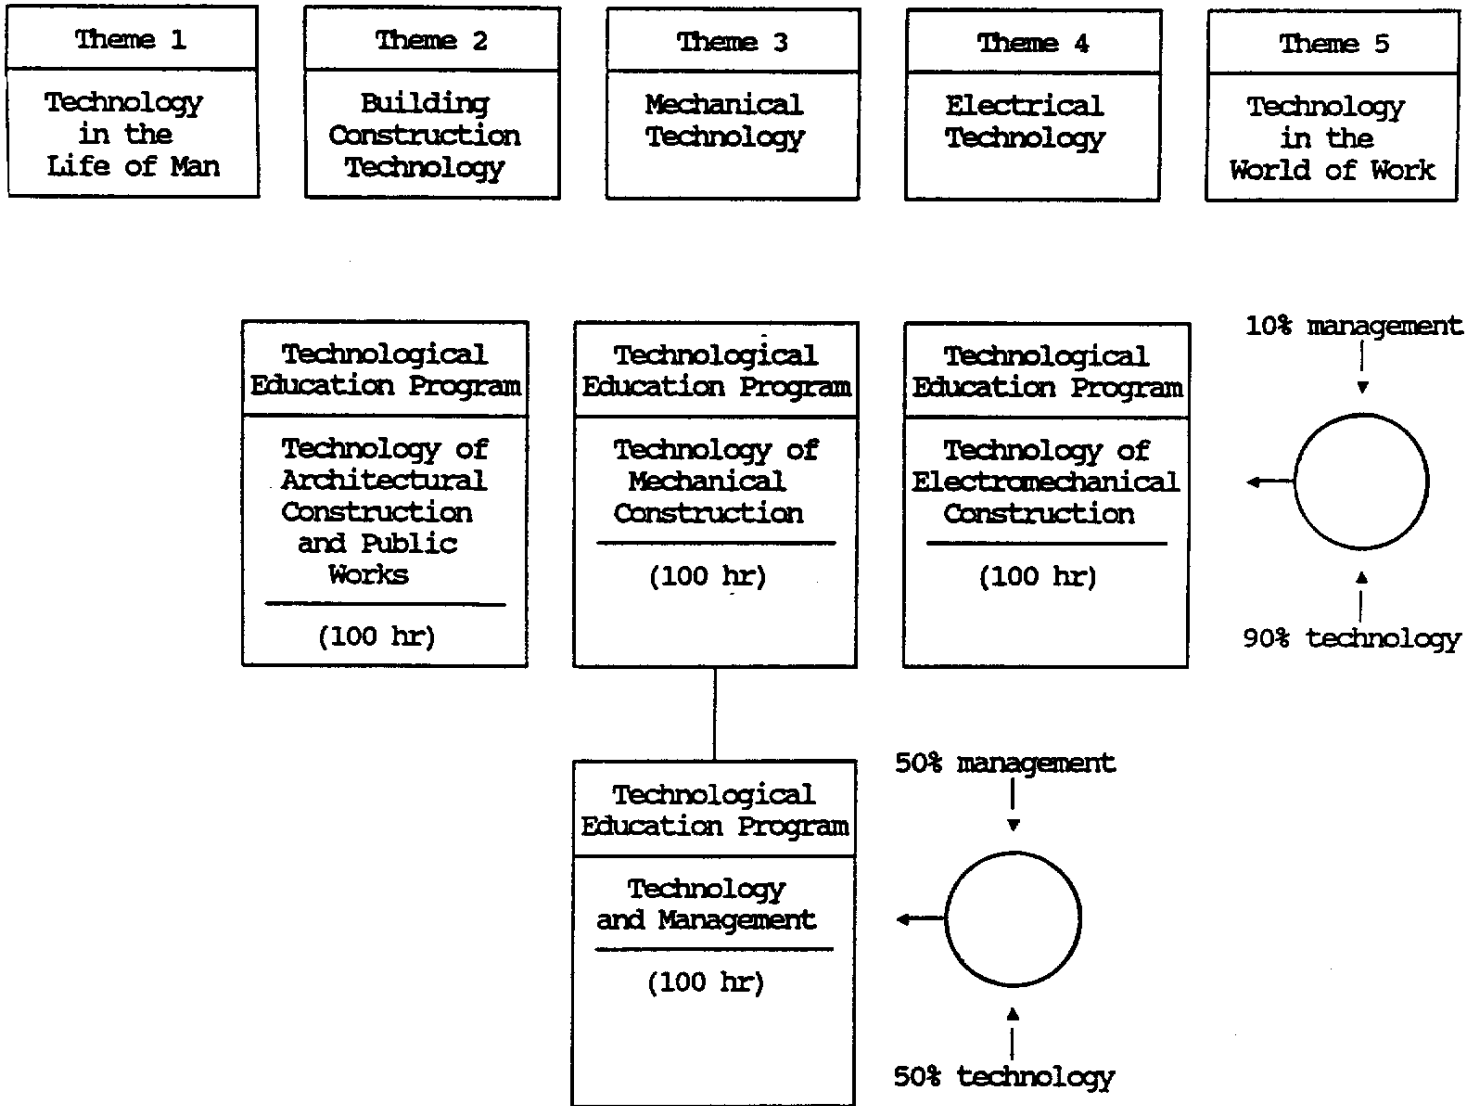 Theme 1
Technology
in the
Life of Man
Theme 2
Building
Construction
Technology
Theme 3
Mechanical
Technology
Theme 4
Electrical
Technology
Theme 5
Technology
in the
World of Work
Technological
Education Program
Technology of
Architectural
Construction
and Public
Works
(100 hr)
Technological
Education Program
Technology of
Mechanical
Construction
(100 hr)
Technological
Education Program
Technology of
Electromechanical
Construction
(100 hr)
10% management
90% technology
Technological
Education Program
Technology
and Management
(100 hr)
50% management
50% technology